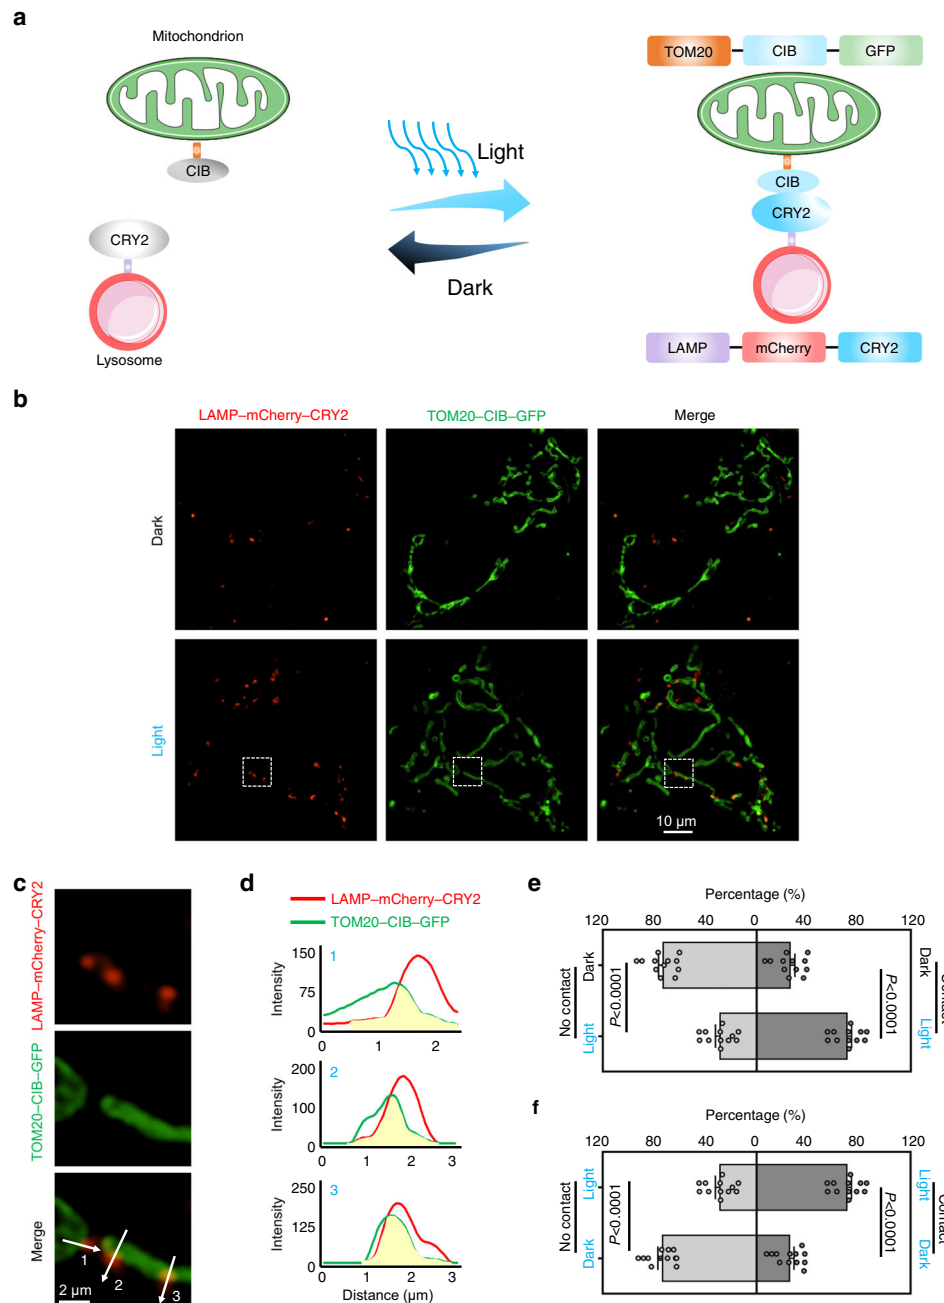 a
Mitochondrion
CIB
CRY2
Lysosome
Light
Dark
TOM20 CIB GFP
CIB
CRY2
LAMP mCherry CRY2
b
LAMP–mCherry–CRY2 TOM20–CIB–GFP Merge
Dark
Light
10 µm
c
LAMP–mCherry–CRY2
TOM20–CIB–GFP
Merge
1
2
3
2 µm
d
LAMP–mCherry–CRY2
TOM20–CIB–GFP
Intensity
150
75
0
1
0 1 2
Intensity
200
100
0
2
0 1 2 3
Intensity
250
125
0
3
0 1 2 3
Distance (µm)
e
Percentage (%)
120 80 40 0 40 80 120
No contact
Dark
Light
P<0.0001
P<0.0001
Dark
Light
Contact
f
Percentage (%)
120 80 40 0 40 80 120
No contact
Light
Dark
P<0.0001
P<0.0001
Light
Dark
Contact